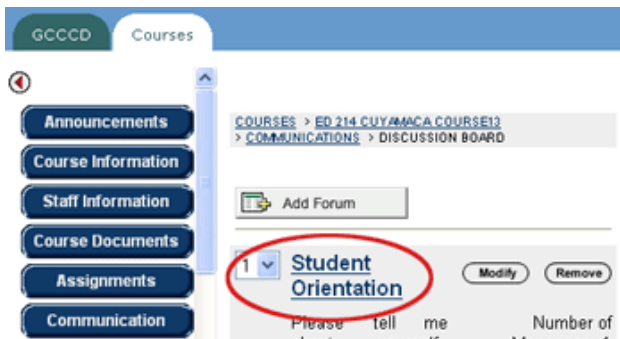 GCCCD Courses
Announcements
Course Information
Staff Information
Course Documents
Assignments
Communication
COURSES > ED 214 CUYAMACA COURSE13
> COMMUNICATIONS > DISCUSSION BOARD
Add Forum
1 Student
Orientation
Modify Remove
Please tell me Number of